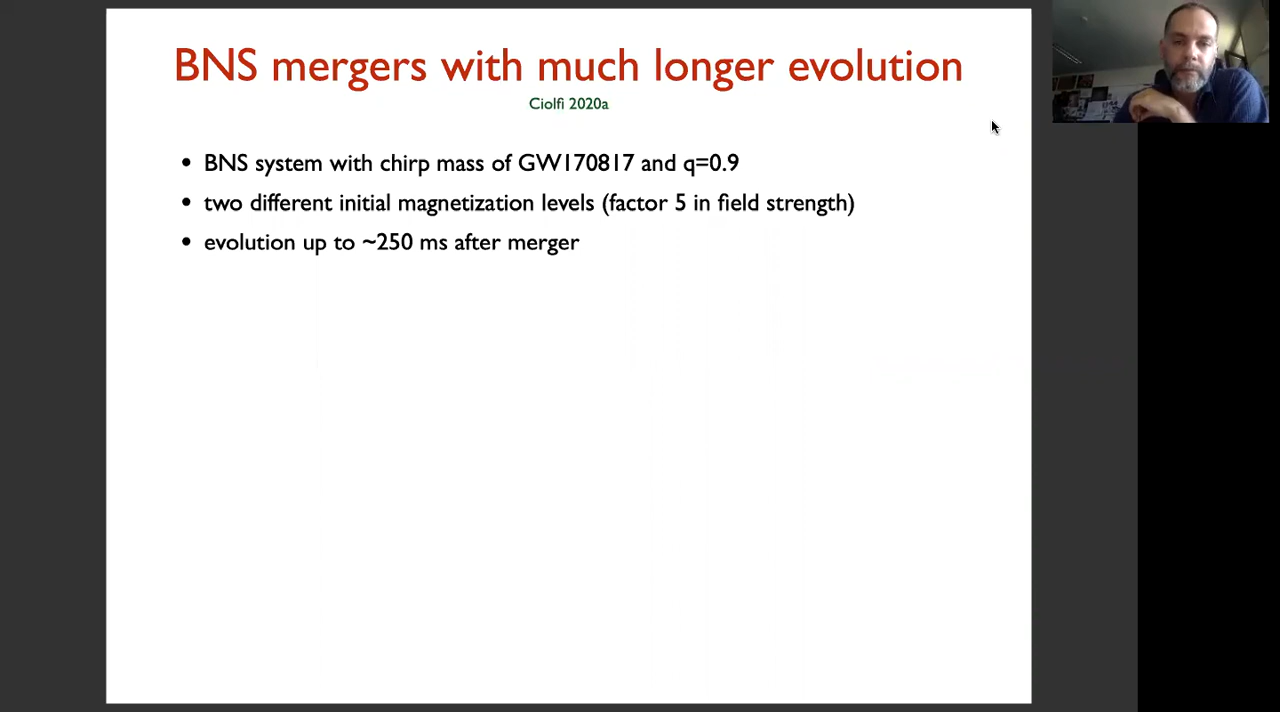 BNS mergers with much longer evolution
Ciolfi 2020a
• BNS system with chirp mass of GW170817 and q=0.9
• two different initial magnetization levels (factor 5 in field strength)
• evolution up to ~250 ms after merger